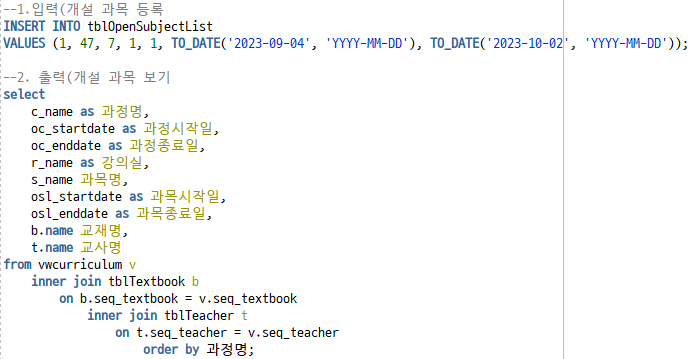 --1.입력(개설 과목 등록
INSERT INTO tblOpenSubjectList
VALUES (1, 47, 7, 1, 1, TO_DATE('2023-09-04', 'YYYY-MM-DD'), TO_DATE('2023-10-02', 'YYYY-MM-DD'));
--2. 출력(개설 과목 보기
select
c_name as 과정명,
oc_startdate as 과정시작일,
oc_enddate as 과정종료일,
r_name as 강의실,
s_name 과목명,
osl_startdate as 과목시작일,
osl_enddate as 과목종료일,
b.name 교재명,
t.name 교사명
from vwcurriculum v
inner join tblTextbook b
on b.seq_textbook = v.seq_textbook
inner join tblTeacher t
on t.seq_teacher = v.seq_teacher
order by 과정명;